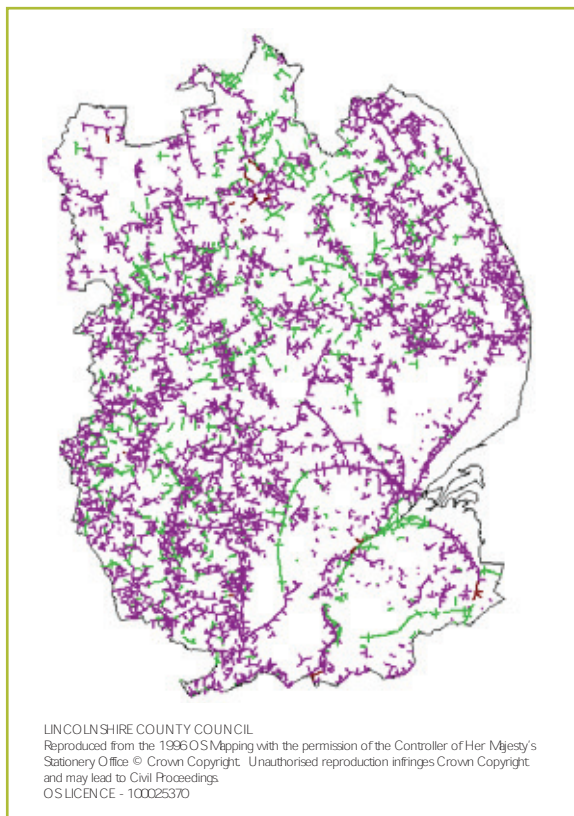 LINCOLNSHIRE COUNTY COUNCIL
Reproduced from the 1996 OS Mapping with the permission of the Controller of Her Majesty's
Stationery Office © Crown Copyright. Unauthorised reproduction infringes Crown Copyright
and may lead to Civil Proceedings.
OS LICENCE - 100025370